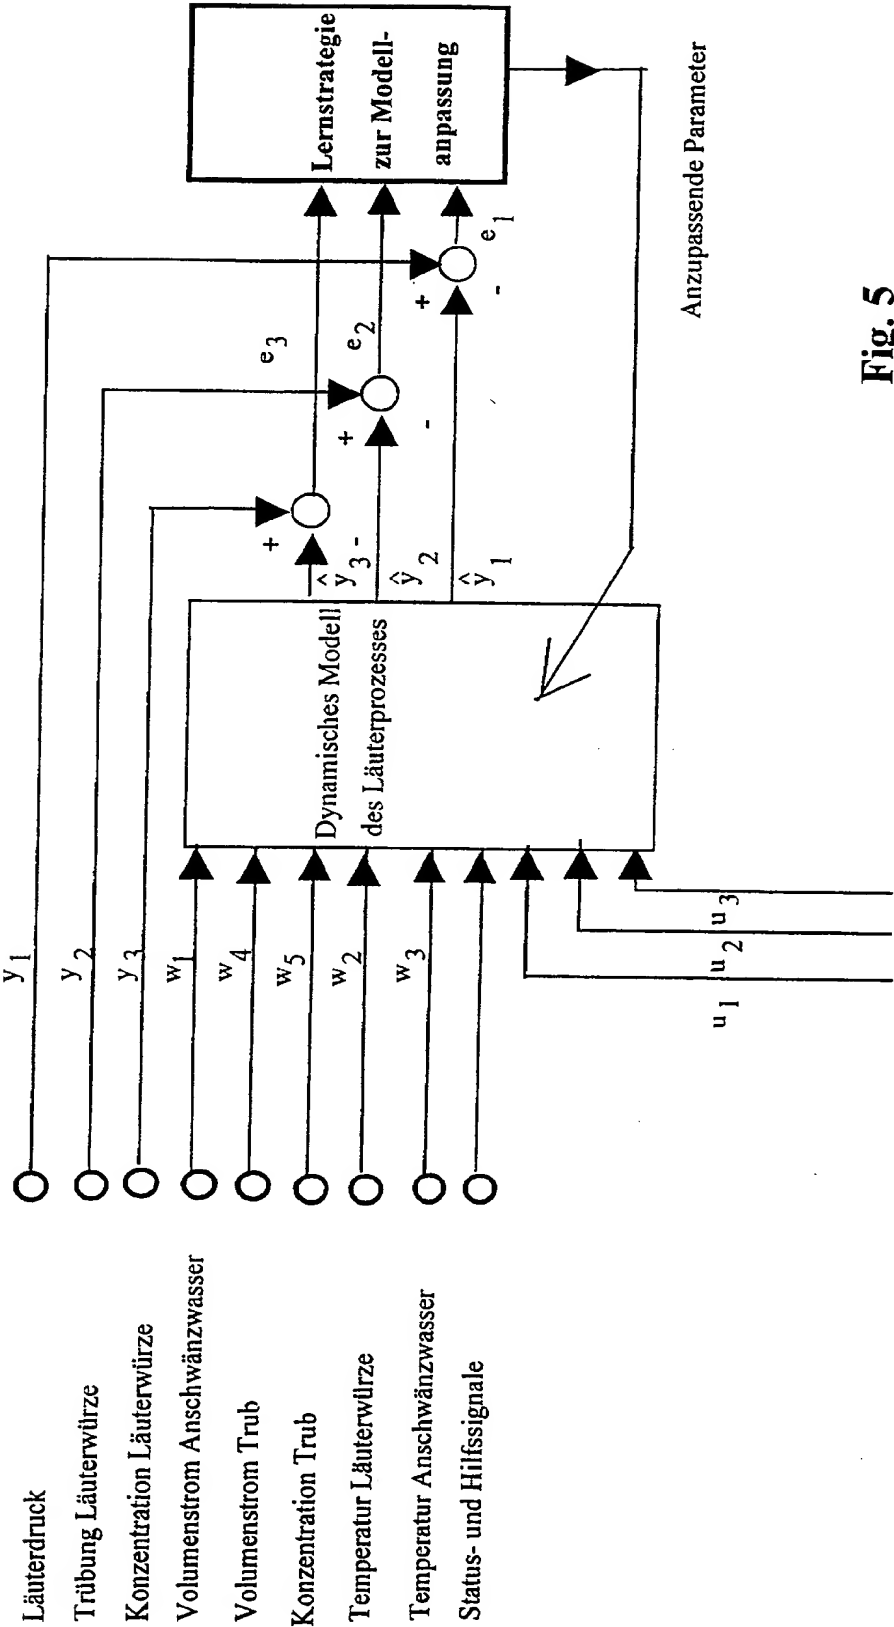 Läuterdruck
Trübung Läuterwürze
Konzentration Läuterwürze
Volumenstrom Anschwänzwasser
Volumenstrom Trub
Konzentration Trub
Temperatur Läuterwürze
Temperatur Anschwänzwasser
Status- und Hilfssignale
y1
y2
y3
w1
w4
w5
w2
w3
u1
u2
u3
Dynamisches Modell
des Läuterprozesses
ŷ3
ŷ2
ŷ1
+
-
+
-
+
-
e3
e2
e1
Lernstrategie
zur Modell-
anpassung
Anzupassende Parameter
Fig. 5